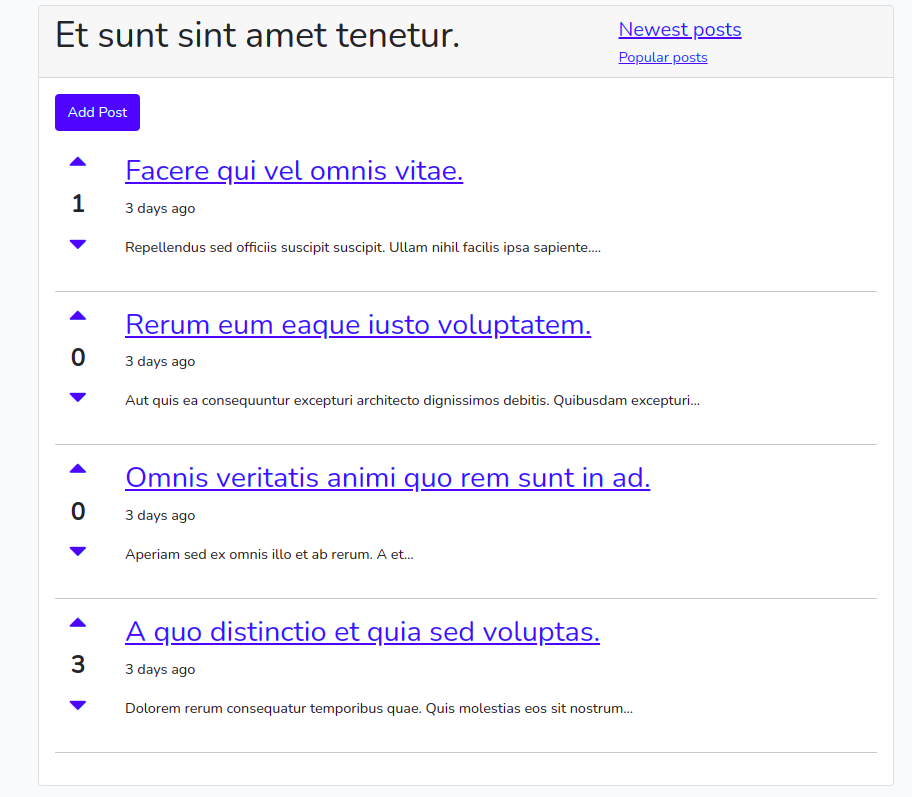 Et sunt sint amet tenetur.
Newest posts
Popular posts
Add Post
Facere qui vel omnis vitae.
1
3 days ago
Repellendus sed officiis suscipit suscipit. Ullam nihil facilis ipsa sapiente....
Rerum eum eaque iusto voluptatem.
0
3 days ago
Aut quis ea consequuntur excepturi architecto dignissimos debitis. Quibusdam excepturi...
Omnis veritatis animi quo rem sunt in ad.
0
3 days ago
Aperiam sed ex omnis illo et ab rerum. A et...
A quo distinctio et quia sed voluptas.
3
3 days ago
Dolorem rerum consequatur temporibus quae. Quis molestias eos sit nostrum...